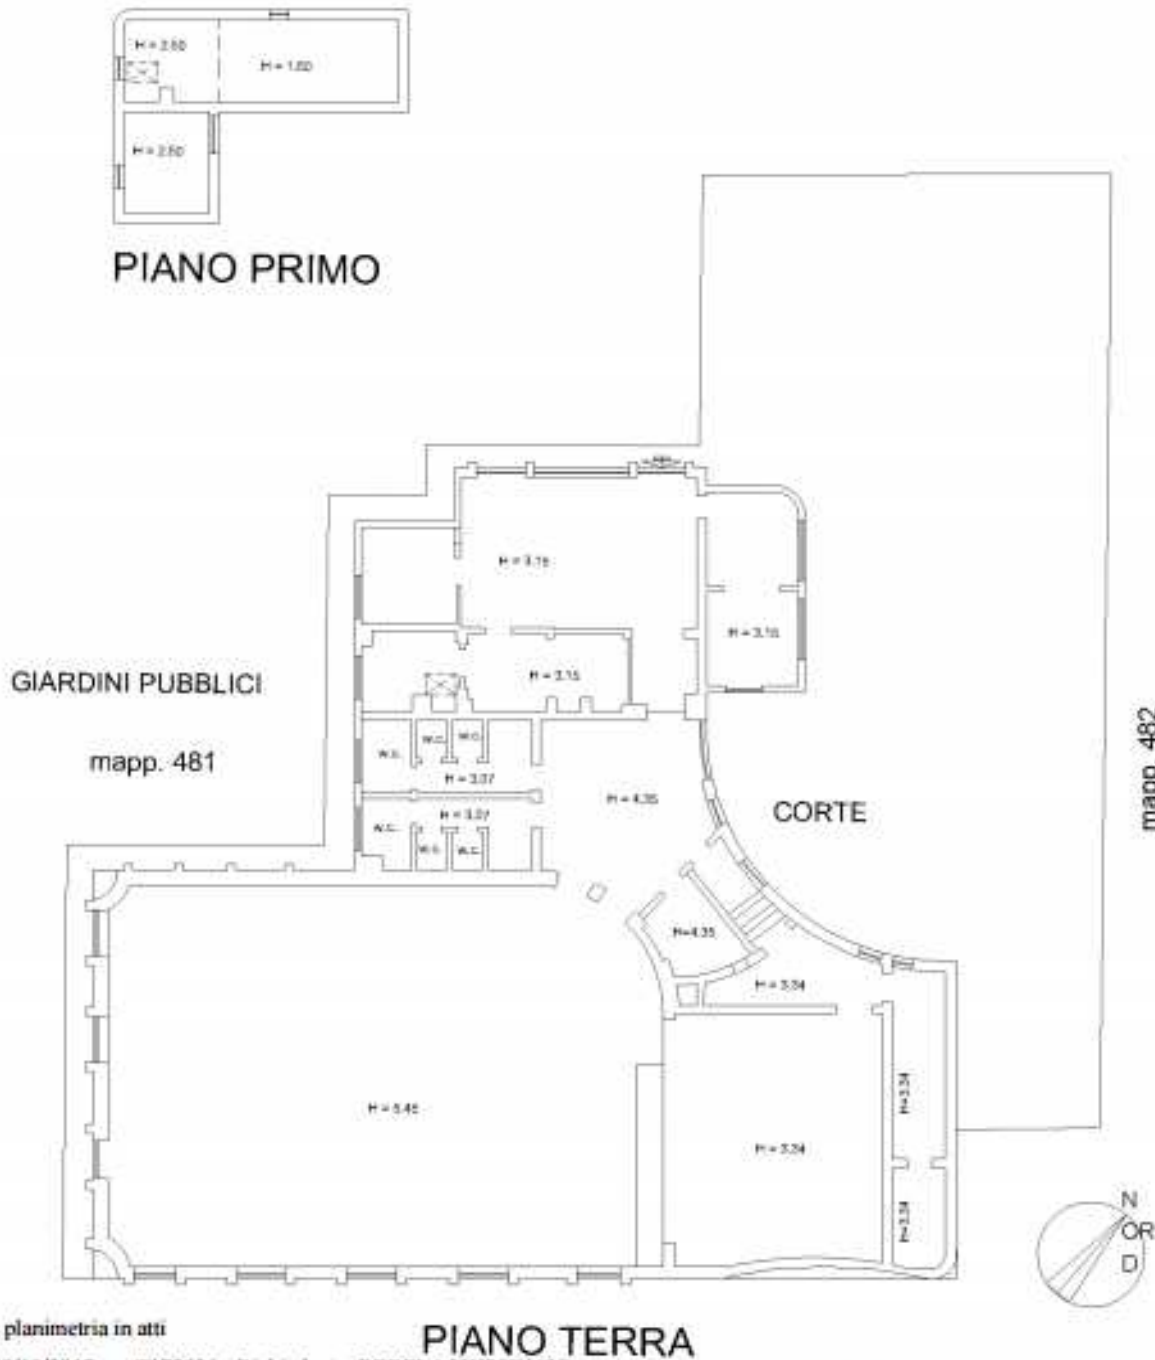 H = 2.80
H = 1.60
H = 2.80
PIANO PRIMO
H = 3.15
H = 3.15
H = 3.15
GIARDINI PUBBLICI
mapp. 481
mapp. 482
W.C.
W.C.
W.C.
H = 3.07
H = 4.35
CORTE
H = 3.07
W.C.
W.C.
W.C.
H=4.35
H = 3.34
H=3.34
H = 5.45
H = 3.34
H=3.34
N
OR
D
planimetria in atti
PIANO TERRA